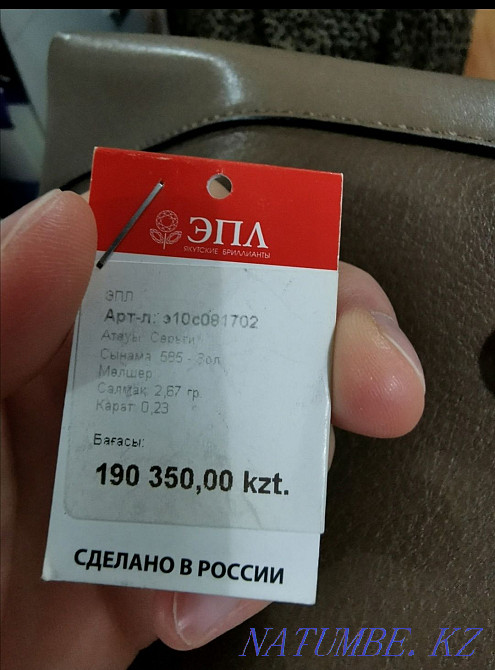 ЭПЛ
ЯКУТСКИЕ БРИЛЛИАНТЫ
ЭПЛ
Арт-л: э10с081702
Атауы: Серьги
Сынама: 585 - Зол
Мөлшер
Салмақ: 2,67 гр.
Карат: 0,23
Бағасы:
190 350,00 kzt.
СДЕЛАНО В РОССИИ
NATUMBE.KZ